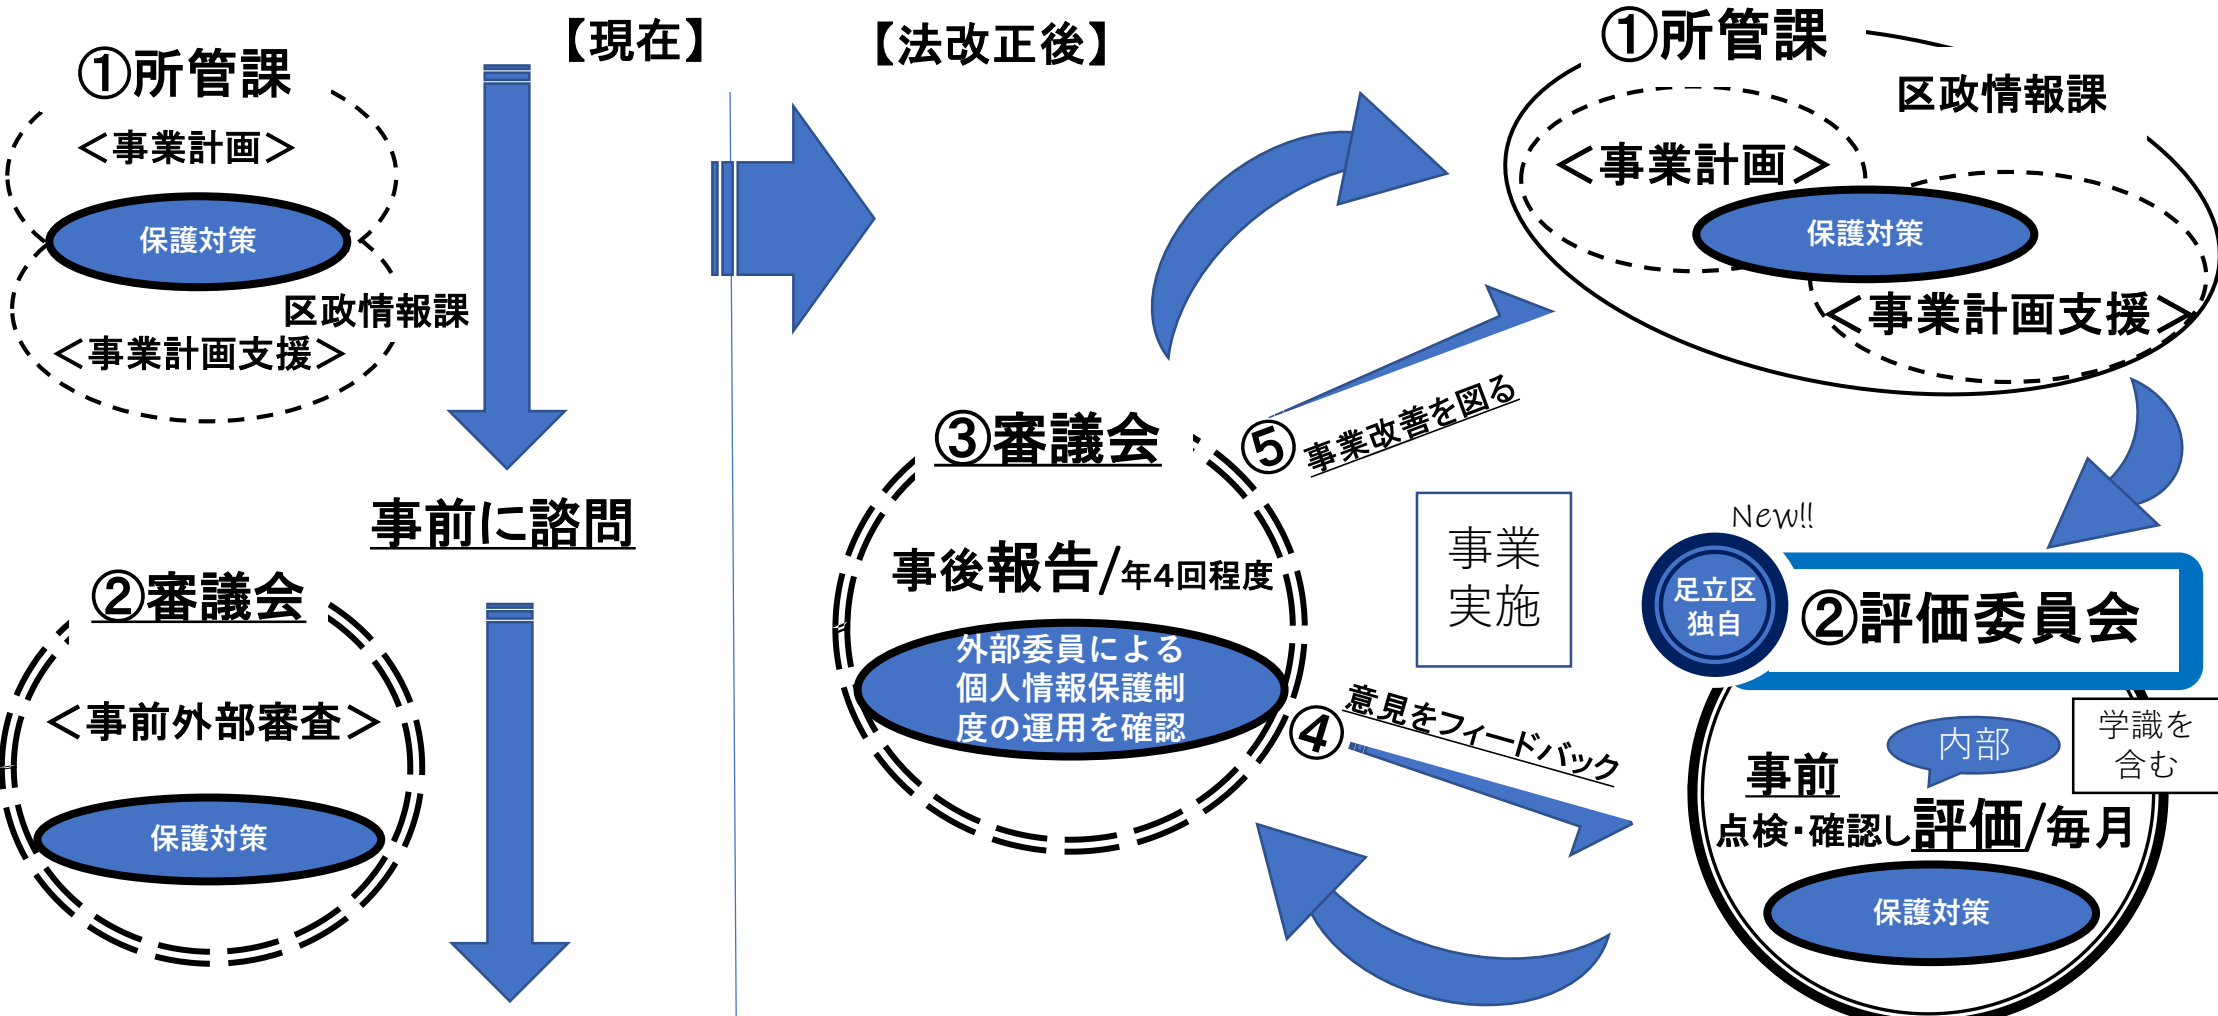 【現在】
①所管課
＜事業計画＞
保護対策
区政情報課
＜事業計画支援＞
事前に諮問
②審議会
＜事前外部審査＞
保護対策
【法改正後】
①所管課
区政情報課
＜事業計画＞
保護対策
＜事業計画支援＞
New!!
足立区
独自
②評価委員会
内部
学識を
含む
事前
点検・確認し評価/毎月
保護対策
③審議会
事後報告/年4回程度
外部委員による
個人情報保護制
度の運用を確認
④意見をフィードバック
⑤事業改善を図る
事業
実施